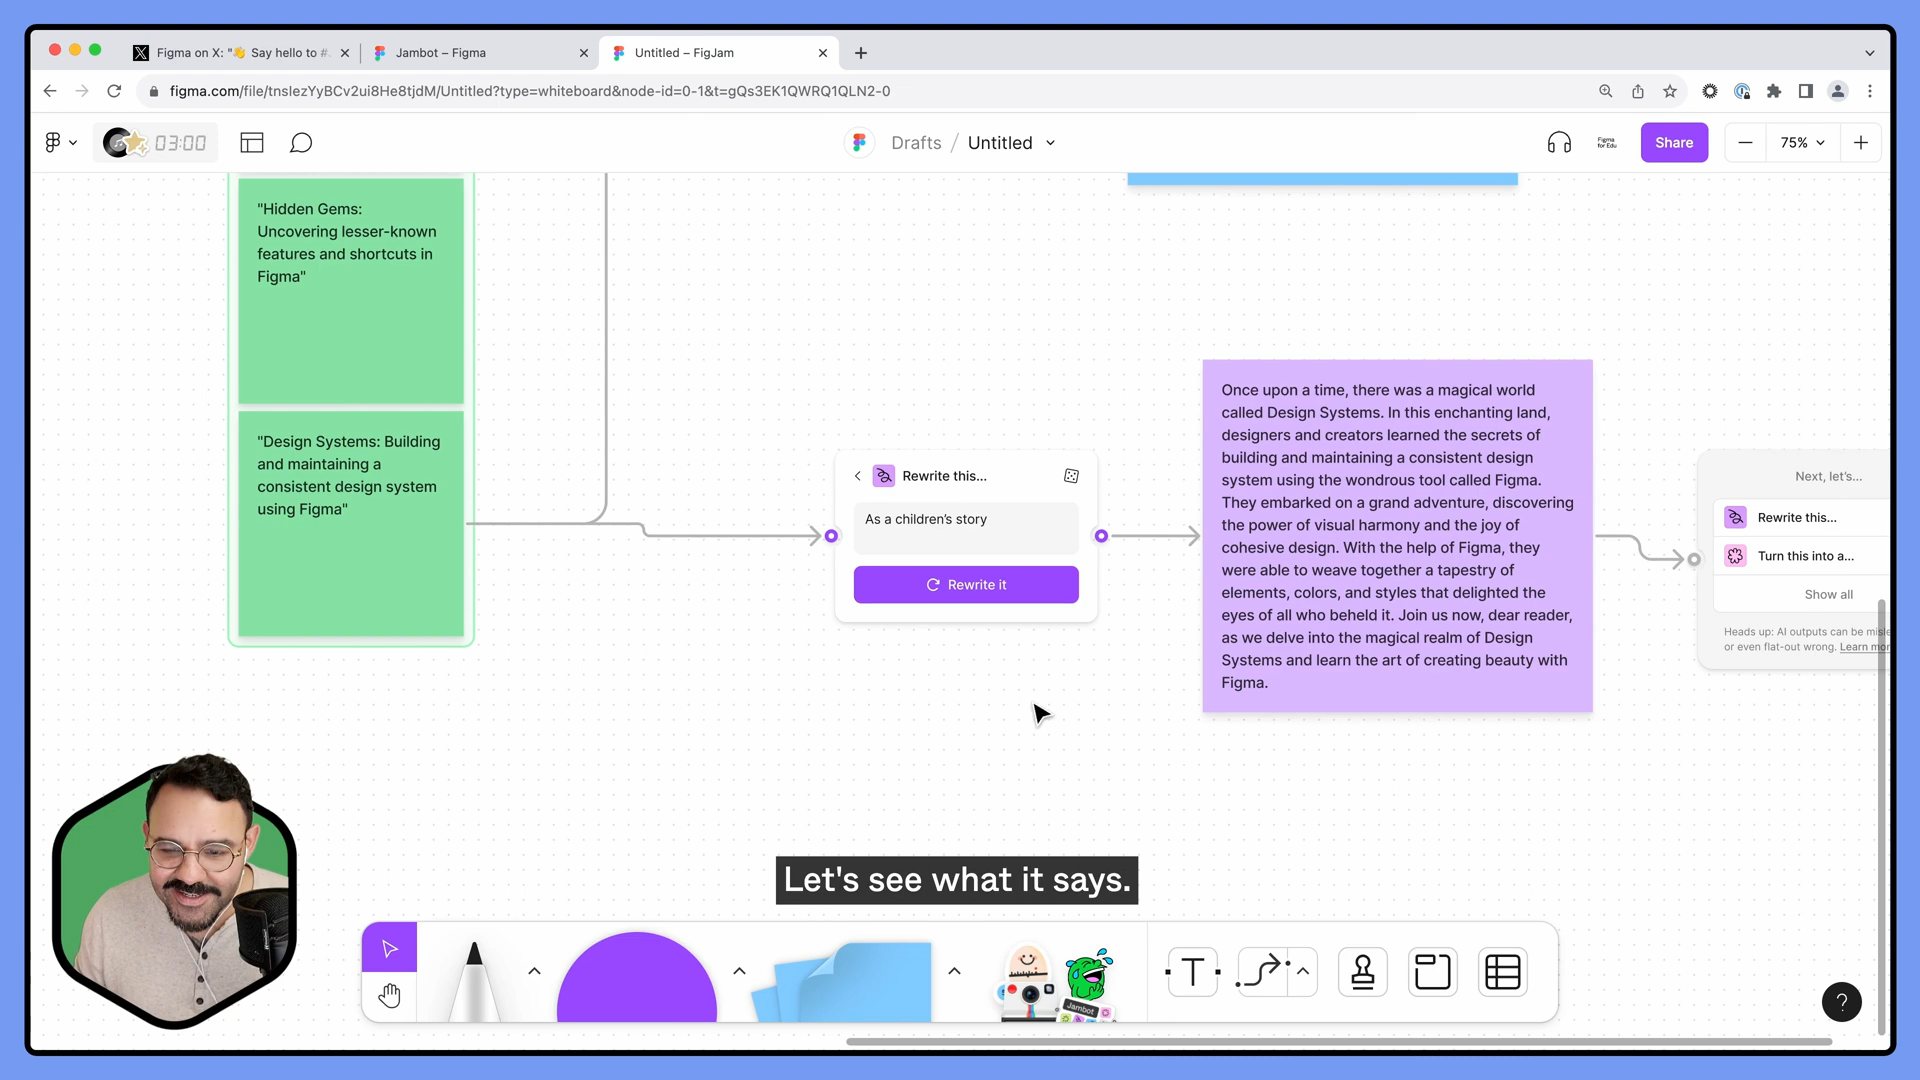 Figma on X: "👋 Say hello to #.
Jambot – Figma
Untitled – FigJam
figma.com/file/tnslezYyBCv2ui8He8tjdM/Untitled?type=whiteboard&node-id=0-1&t=gQs3EK1QWRQ1QLN2-0
03:00
Drafts / Untitled
Figma
for Edu
Share
75%
"Hidden Gems:
Uncovering lesser-known
features and shortcuts in
Figma"
"Design Systems: Building
and maintaining a
consistent design system
using Figma"
Rewrite this...
As a children's story
Rewrite it
Once upon a time, there was a magical world
called Design Systems. In this enchanting land,
designers and creators learned the secrets of
building and maintaining a consistent design
system using the wondrous tool called Figma.
They embarked on a grand adventure, discovering
the power of visual harmony and the joy of
cohesive design. With the help of Figma, they
were able to weave together a tapestry of
elements, colors, and styles that delighted the
eyes of all who beheld it. Join us now, dear reader,
as we delve into the magical realm of Design
Systems and learn the art of creating beauty with
Figma.
Next, let's...
Rewrite this...
Turn this into a...
Show all
Heads up: AI outputs can be misle
or even flat-out wrong. Learn mor
Let's see what it says.
T
Jambot
?